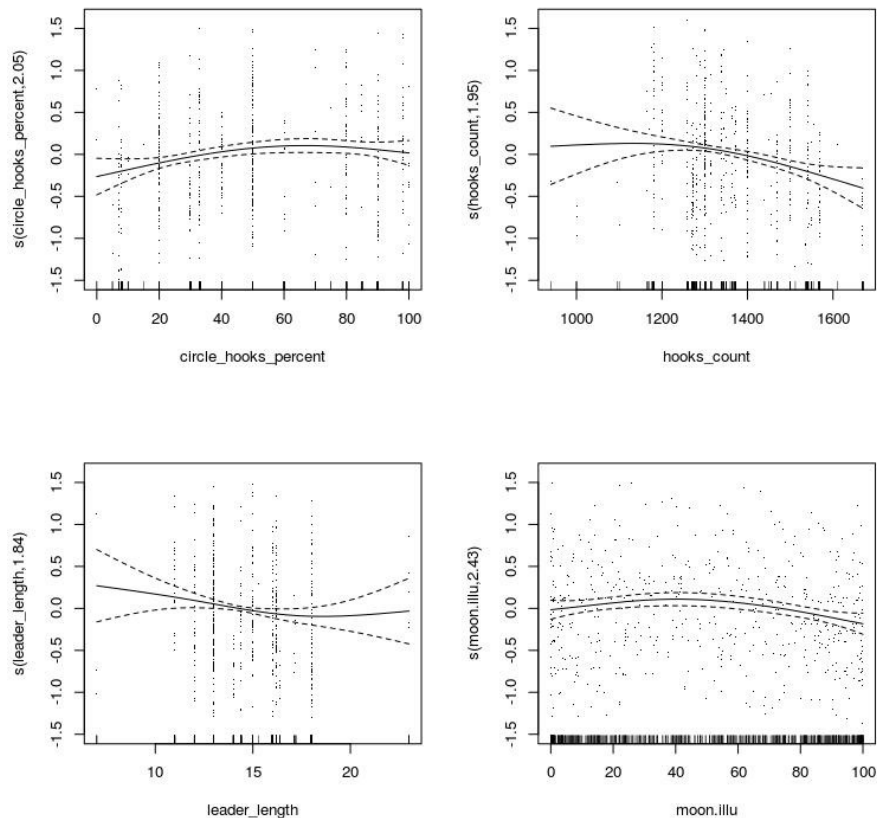 s(circle_hooks_percent,2.05)
1.5
1.0
0.5
0.0
-0.5
-1.0
-1.5
0 20 40 60 80 100
circle_hooks_percent
s(hooks_count,1.95)
1.5
1.0
0.5
0.0
-0.5
-1.0
-1.5
1000 1200 1400 1600
hooks_count
s(leader_length,1.84)
1.5
1.0
0.5
0.0
-0.5
-1.0
-1.5
10 15 20
leader_length
s(moon.illu,2.43)
1.5
1.0
0.5
0.0
-0.5
-1.0
-1.5
0 20 40 60 80 100
moon.illu